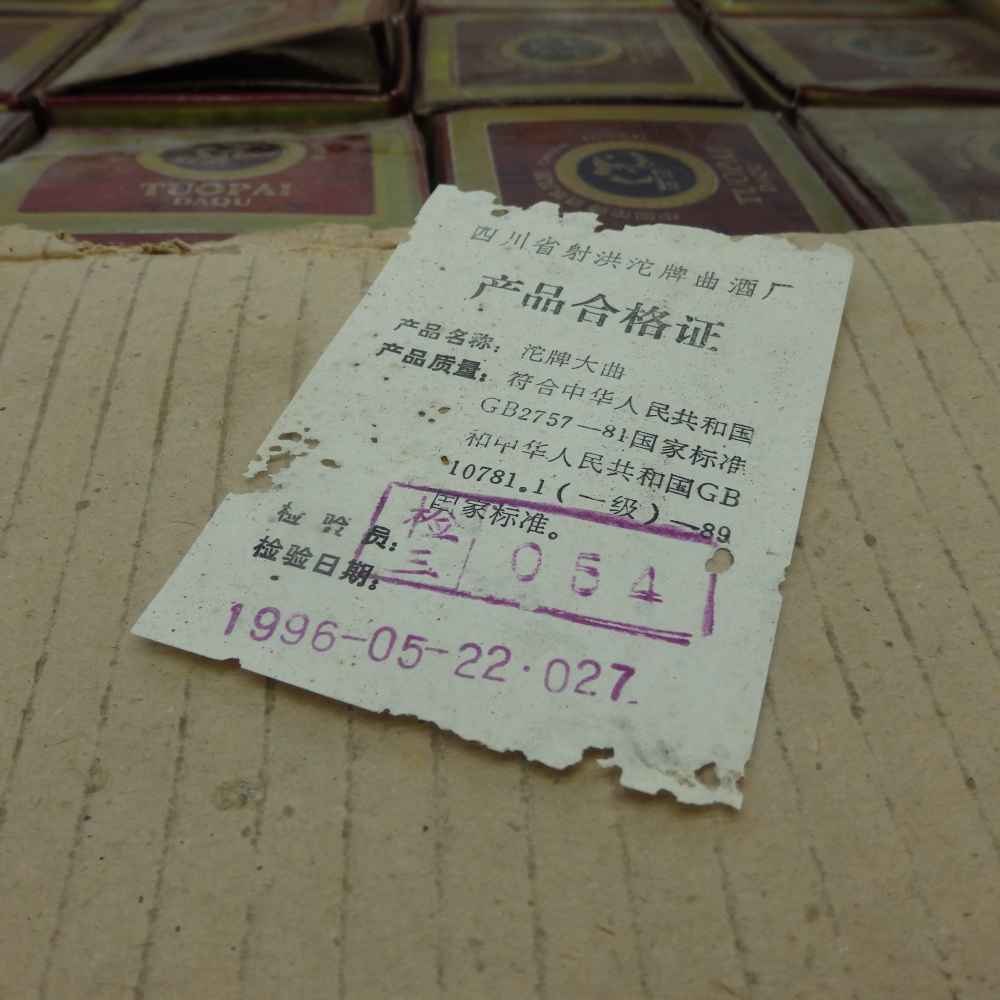 TUOPAI
DAQU
TUOPAI
DAQU
四川省射洪沱牌曲酒厂
产品合格证
产品名称：沱牌大曲
产品质量：符合中华人民共和国
GB2757—81国家标准
和中华人民共和国GB
10781.1（一级）—89
国家标准。
检验员：
检三 054
检验日期：
1996-05-22·027